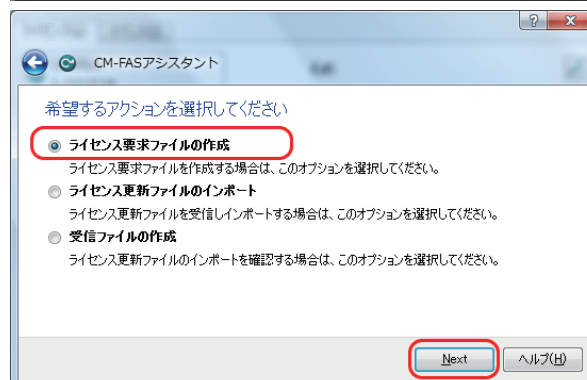 CM-FASアシスタント
希望するアクションを選択してください
ライセンス要求ファイルの作成
ライセンス要求ファイルを作成する場合は、このオプションを選択してください。
ライセンス更新ファイルのインポート
ライセンス更新ファイルを受信しインポートする場合は、このオプションを選択してください。
受信ファイルの作成
ライセンス更新ファイルのインポートを確認する場合は、このオプションを選択してください。
Next ヘルプ(H)